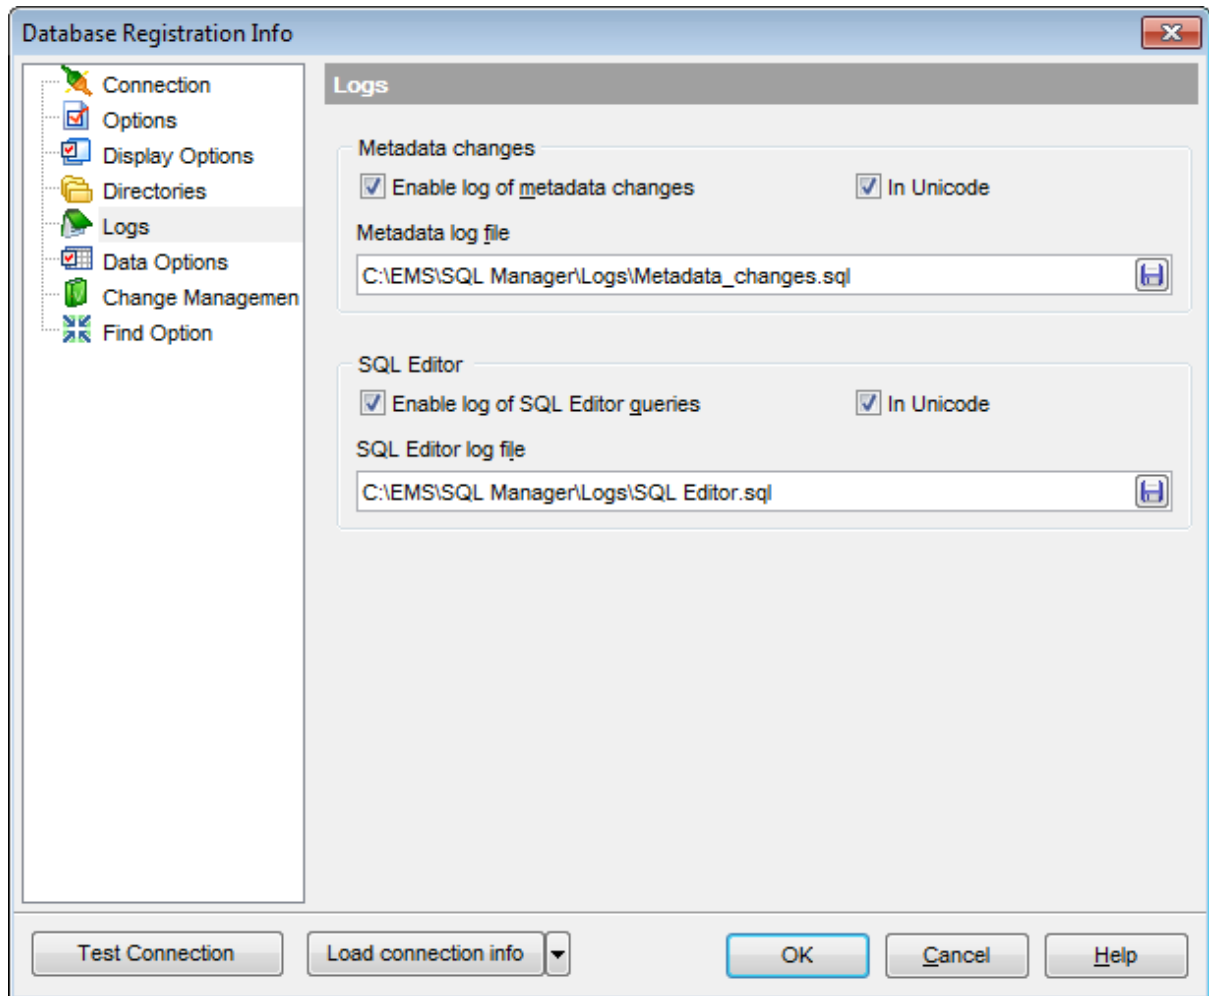 Database Registration Info
Connection
Options
Display Options
Directories
Logs
Data Options
Change Managemen
Find Option
Logs
Metadata changes
Enable log of metadata changes
In Unicode
Metadata log file
C:\EMS\SQL Manager\Logs\Metadata_changes.sql
SQL Editor
Enable log of SQL Editor queries
In Unicode
SQL Editor log file
C:\EMS\SQL Manager\Logs\SQL Editor.sql
Test Connection
Load connection info
OK
Cancel
Help